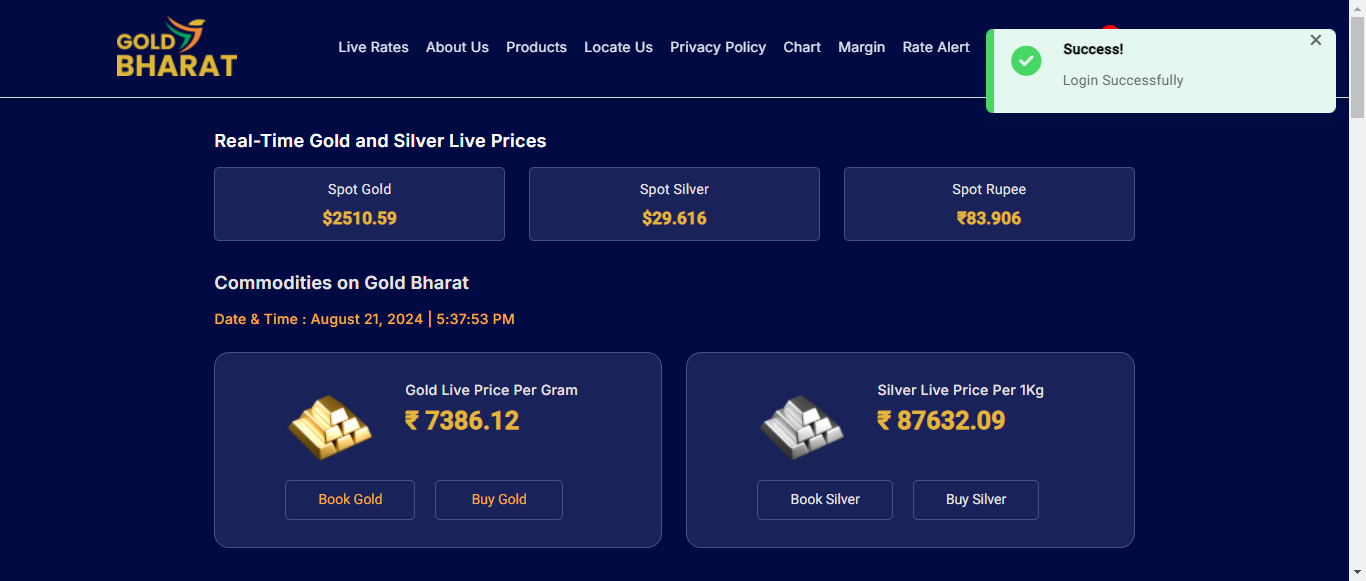 GOLD
BHARAT
Live Rates About Us Products Locate Us Privacy Policy Chart Margin Rate Alert
Success!
Login Successfully
Real-Time Gold and Silver Live Prices
Spot Gold
$2510.59
Spot Silver
$29.616
Spot Rupee
₹83.906
Commodities on Gold Bharat
Date & Time : August 21, 2024 | 5:37:53 PM
Gold Live Price Per Gram
₹ 7386.12
Book Gold Buy Gold
Silver Live Price Per 1Kg
₹ 87632.09
Book Silver Buy Silver